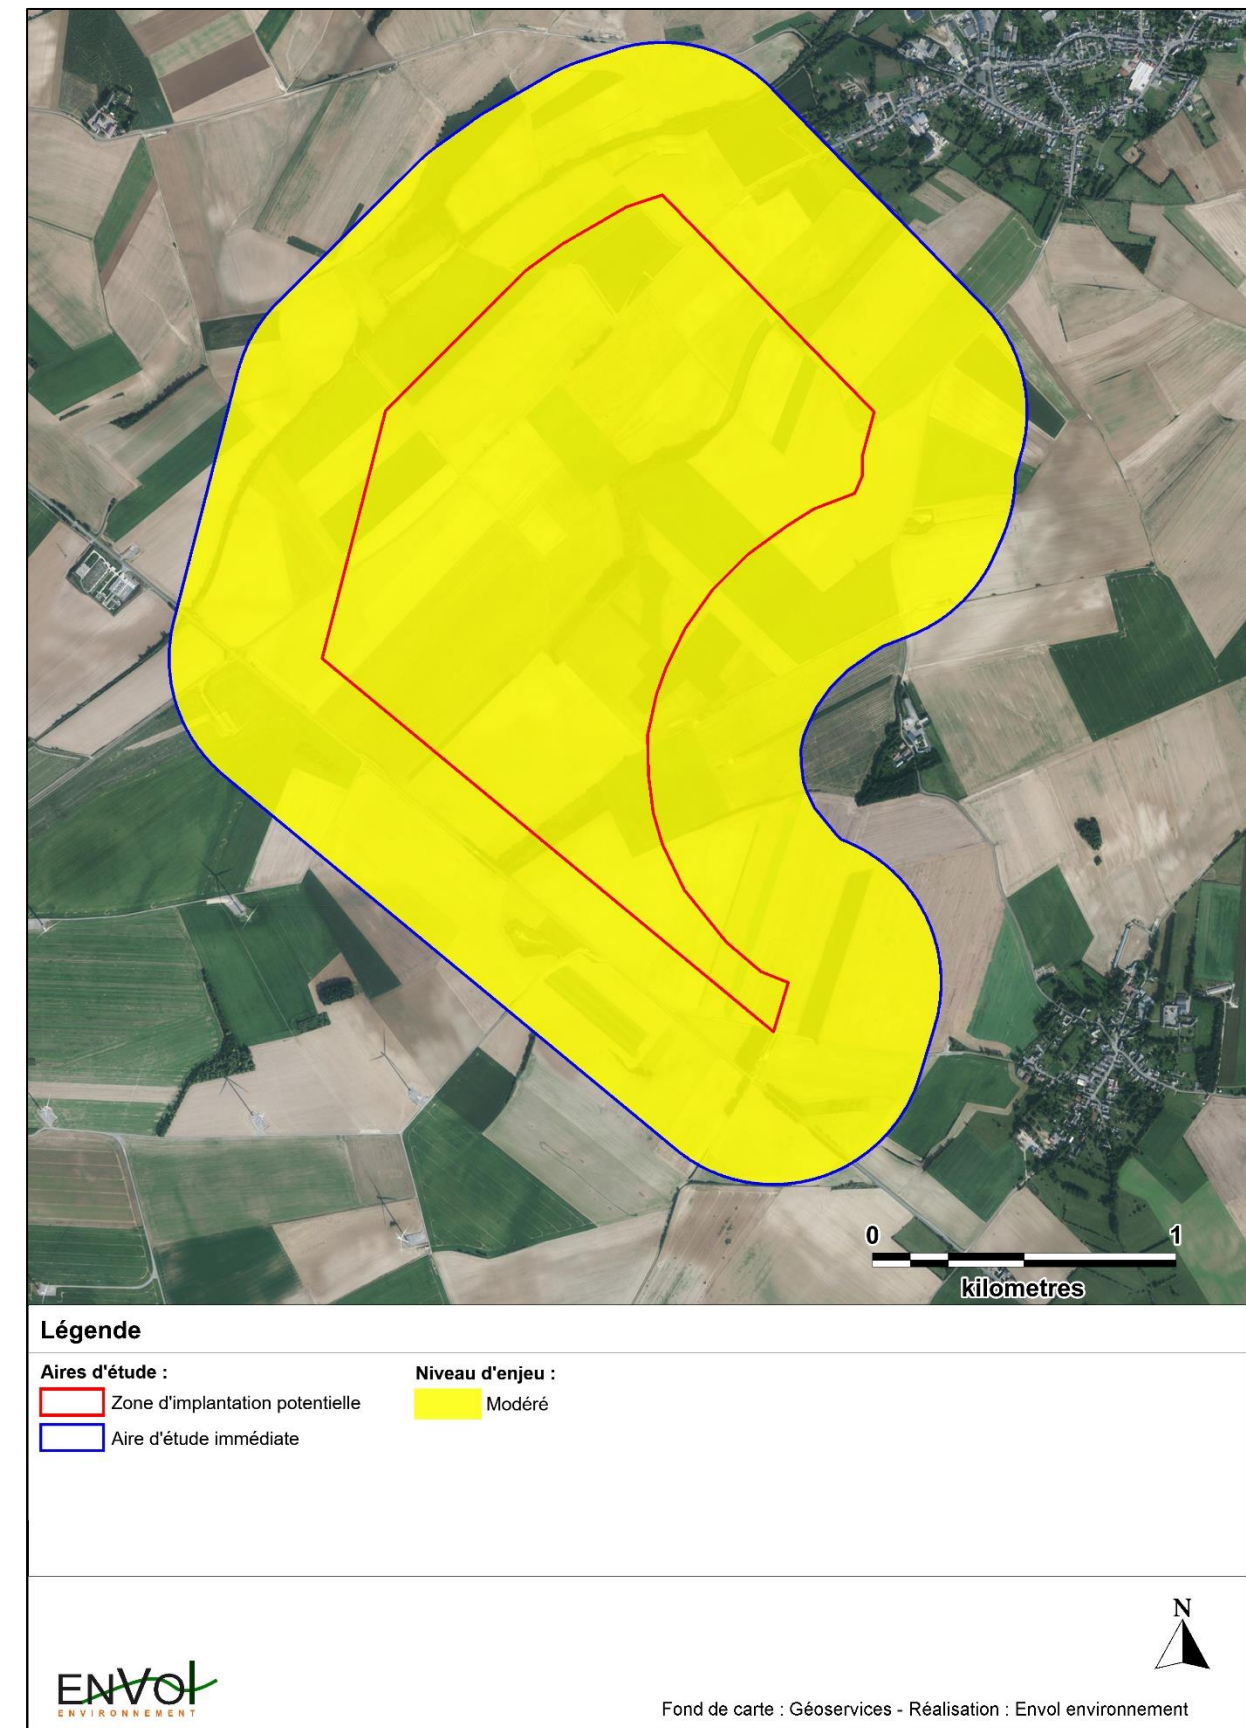 0 1
kilometres
Légende
Aires d'étude :
Zone d'implantation potentielle
Aire d'étude immédiate
Niveau d'enjeu :
Modéré
N
ENVOl
ENVIRONNEMENT
Fond de carte : Géoservices - Réalisation : Envol environnement